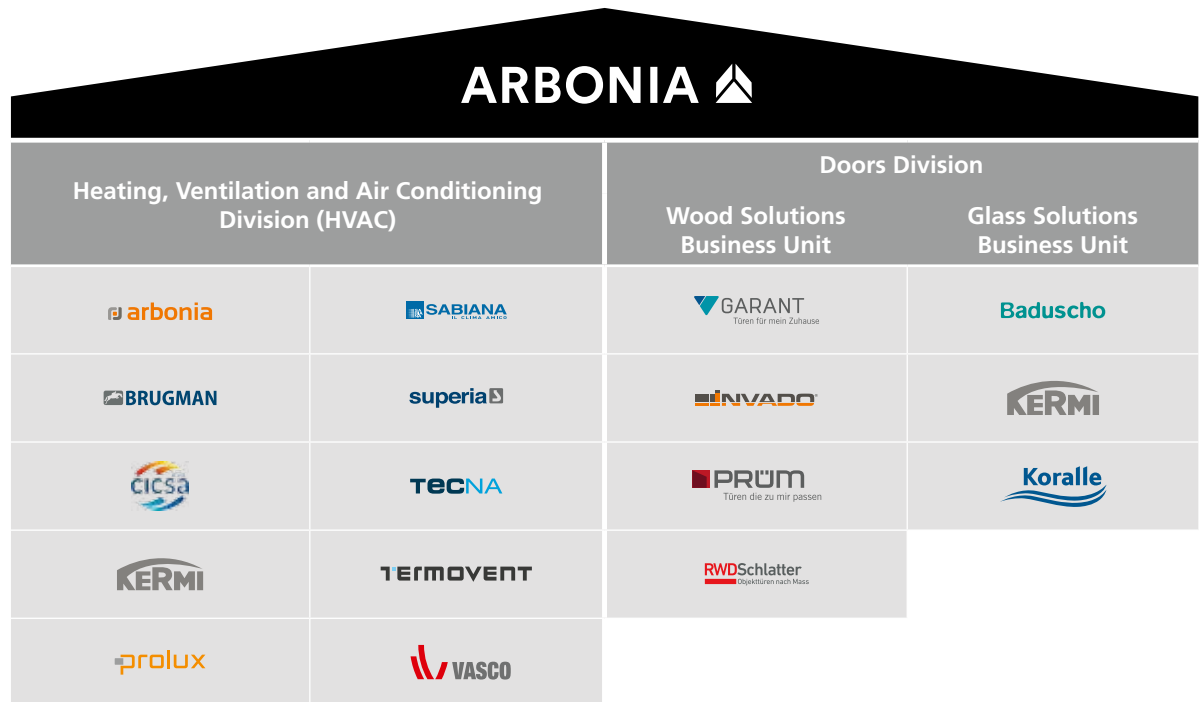 ARBONIA
Heating, Ventilation and Air Conditioning
Division (HVAC)
Doors Division
Wood Solutions
Business Unit
Glass Solutions
Business Unit
arbonia
SABIANA
IL CLIMA AMICO
GARANT
Türen für mein Zuhause
Baduscho
BRUGMAN
superia
INVADO
KERMI
cicsa
TECNA
PRÜM
Türen die zu mir passen
Koralle
KERMI
TERMOVENT
RWDSchlatter
Objekttüren nach Mass
prolux
VASCO